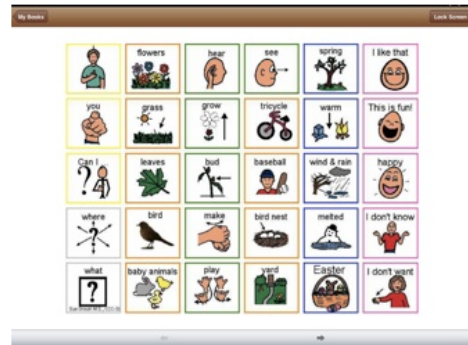 My Books
Lock Screen
flowers
hear
see
spring
I like that
you
grass
grow
tricycle
warm
This is fun!
Can I
leaves
bud
baseball
wind & rain
happy
where
bird
make
bird nest
melted
I don't know
what
baby animals
play
yard
Easter
I don't want